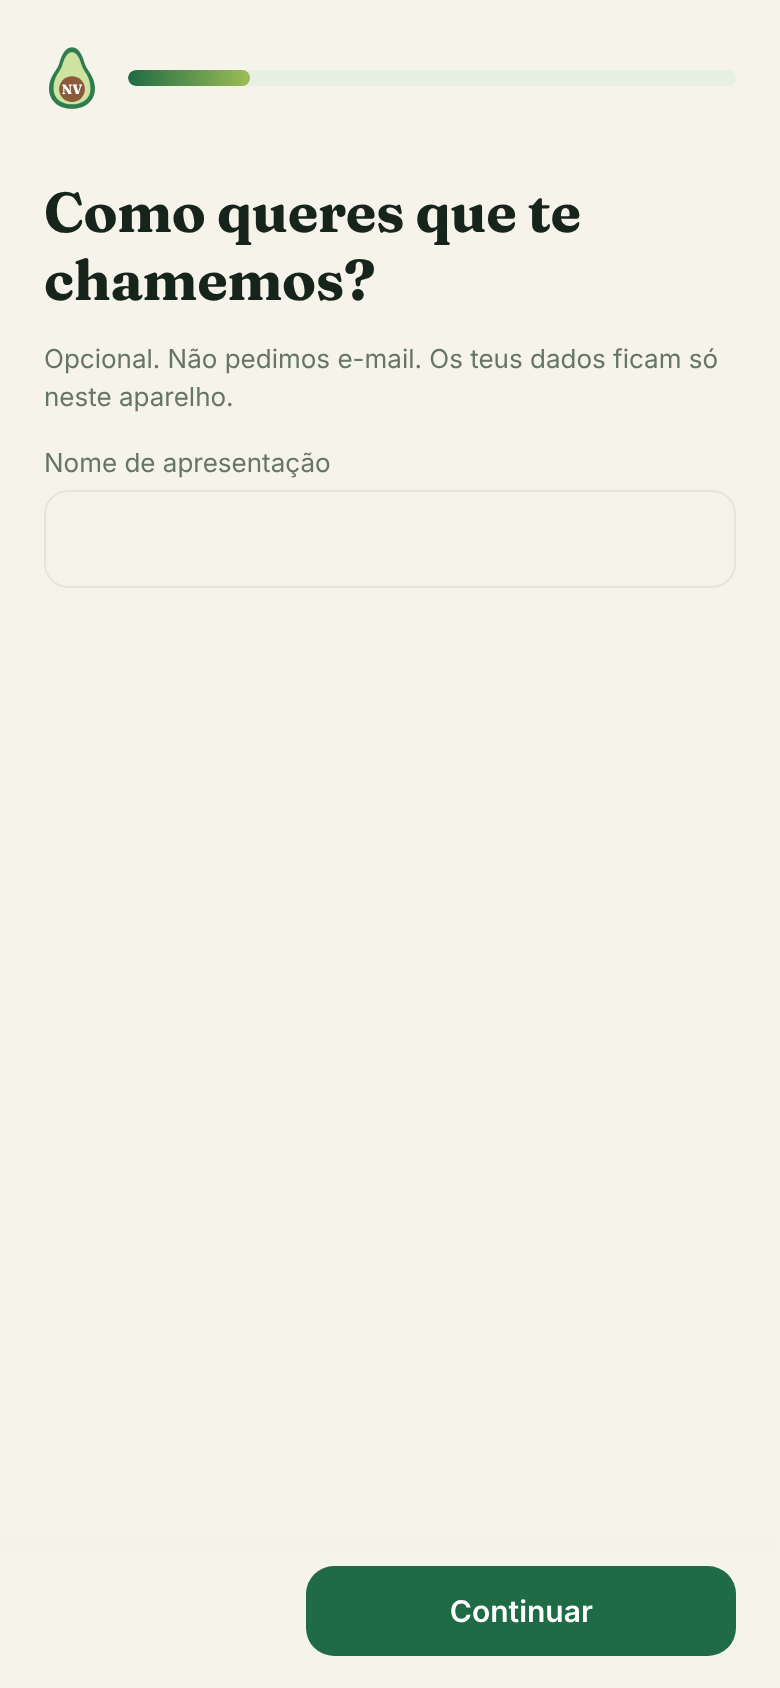 NV
Como queres que te
chamemos?
Opcional. Não pedimos e-mail. Os teus dados ficam só
neste aparelho.
Nome de apresentação
Continuar